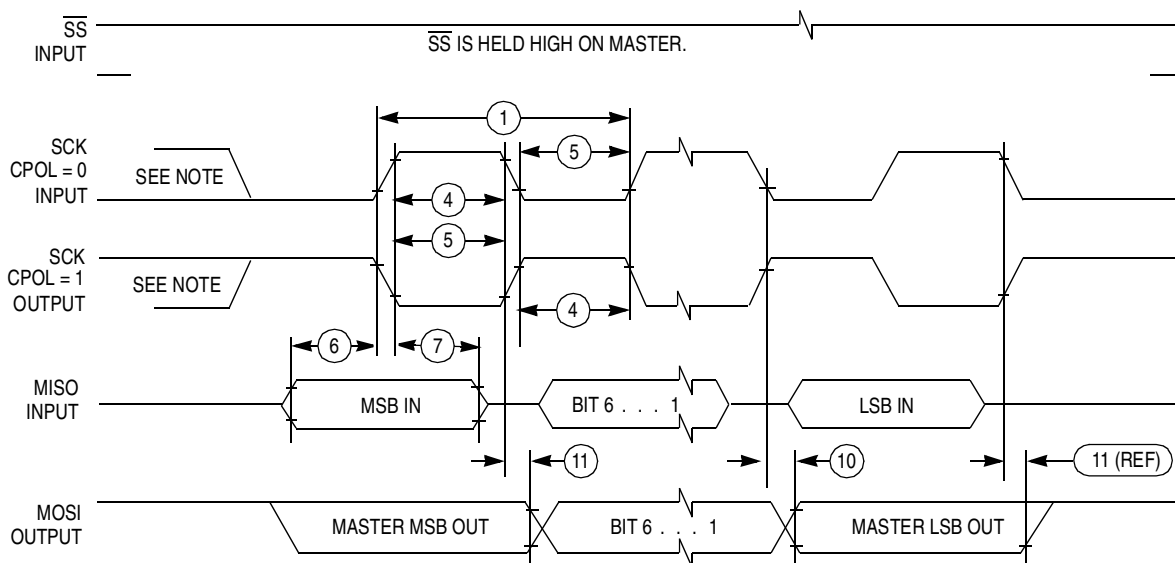 SS
INPUT
SS IS HELD HIGH ON MASTER.
1
SCK
CPOL = 0
INPUT
SEE NOTE
5
4
5
SCK
CPOL = 1
OUTPUT
SEE NOTE
4
6
7
MISO
INPUT
MSB IN
BIT 6 . . . 1
LSB IN
11
10
11 (REF)
MOSI
OUTPUT
MASTER MSB OUT
BIT 6 . . . 1
MASTER LSB OUT